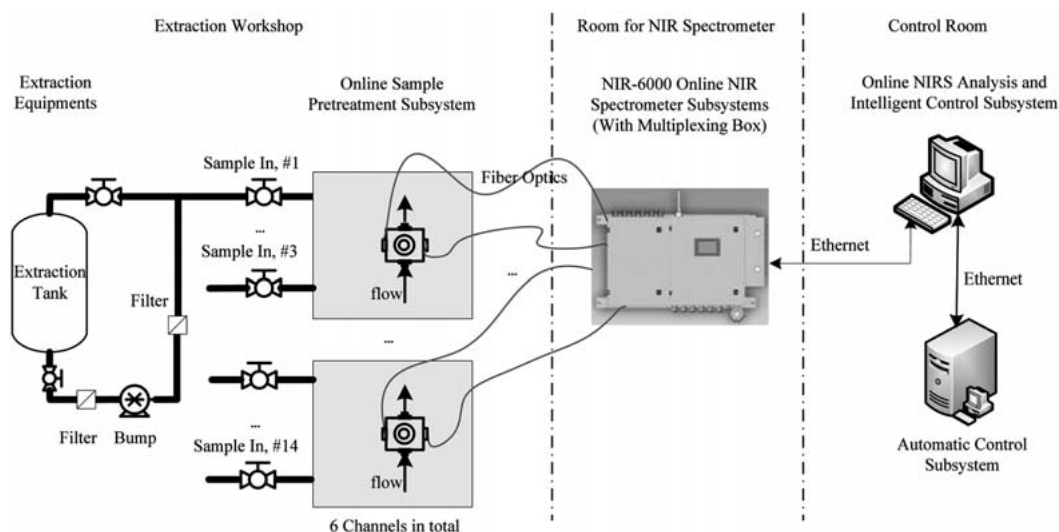 Extraction Workshop
Room for NIR Spectrometer
Control Room
Extraction
Equipments
Online Sample
Pretreatment Subsystem
NIR-6000 Online NIR
Spectrometer Subsystems
(With Multiplexing Box)
Online NIRS Analysis and
Intelligent Control Subsystem
Sample In, #1
Fiber Optics
...
Sample In, #3
Extraction
Tank
Filter
flow
...
Ethernet
Ethernet
...
Filter
Bump
...
Sample In, #14
flow
Automatic Control
Subsystem
6 Channels in total